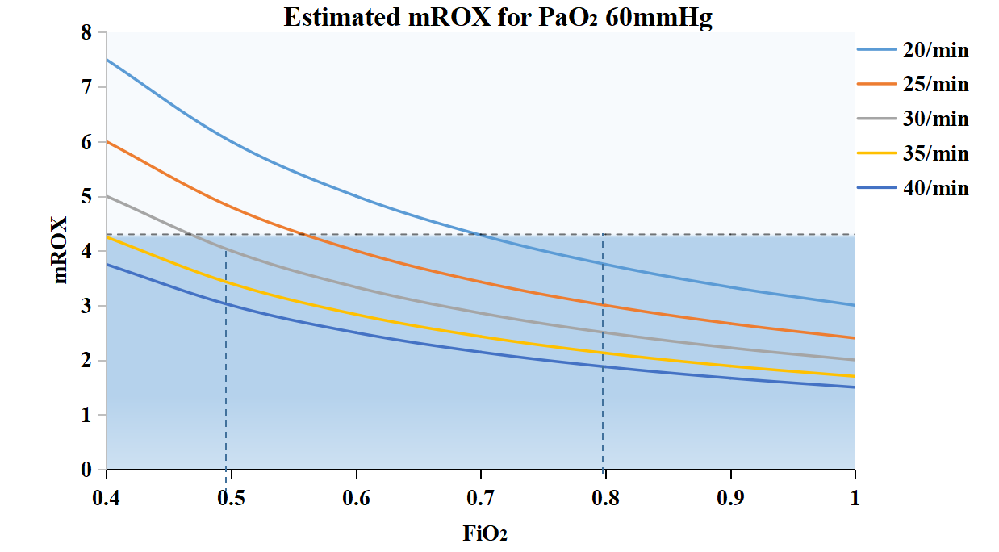 Estimated mROX for PaO₂ 60mmHg
8
7
6
5
4
3
2
1
0
mROX
0.4 0.5 0.6 0.7 0.8 0.9 1
FiO₂
20/min
25/min
30/min
35/min
40/min